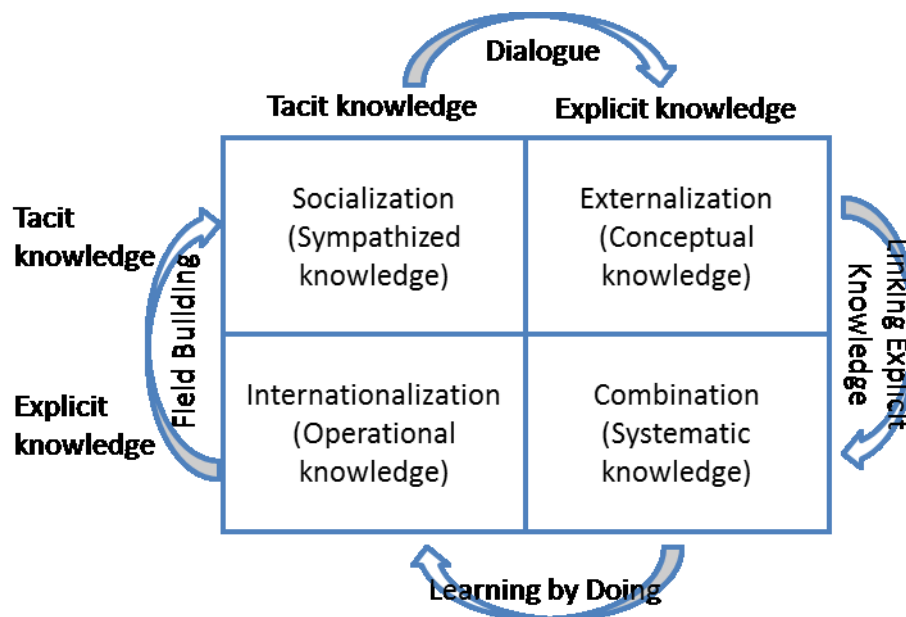 Dialogue
Tacit knowledge
Explicit knowledge
Tacit
knowledge
Socialization
(Sympathized
knowledge)
Externalization
(Conceptual
knowledge)
Field Building
Linking Explicit
Knowledge
Explicit
knowledge
Internationalization
(Operational
knowledge)
Combination
(Systematic
knowledge)
Learning by Doing